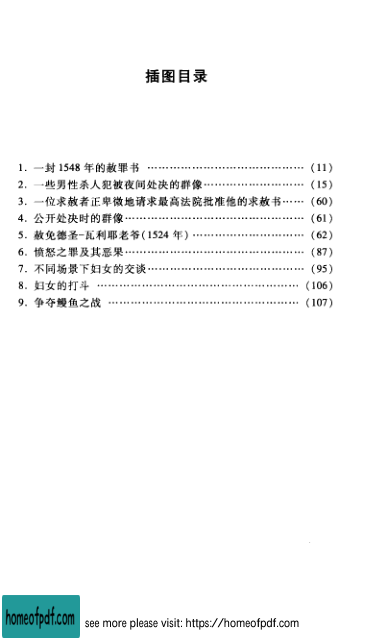 插图目录
1. 一封 1548 年的赦罪书 ……………………………… (11)
2. 一些男性杀人犯被夜间处决的群像……………………… (15)
3. 一位求赦者正卑微地请求最高法院批准他的求赦书…… (60)
4. 公开处决时的群像……………………………………… (61)
5. 赦免德圣-瓦利耶老爷(1524 年) ……………………… (62)
6. 愤怒之罪及其恶果……………………………………… (87)
7. 不同场景下妇女的交谈………………………………… (95)
8. 妇女的打斗 …………………………………………… (106)
9. 争夺鳗鱼之战 ………………………………………… (107)
homeofpdf.com
see more please visit: https://homeofpdf.com